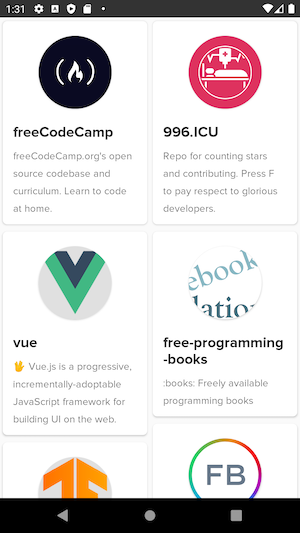 1:31
freeCodeCamp
freeCodeCamp.org's open
source codebase and
curriculum. Learn to code
at home.
996.ICU
Repo for counting stars
and contributing. Press F
to pay respect to glorious
developers.
vue
🖖 Vue.js is a progressive,
incrementally-adoptable
JavaScript framework for
building UI on the web.
ebook
lation
free-programming
-books
:books: Freely available
programming books
FB